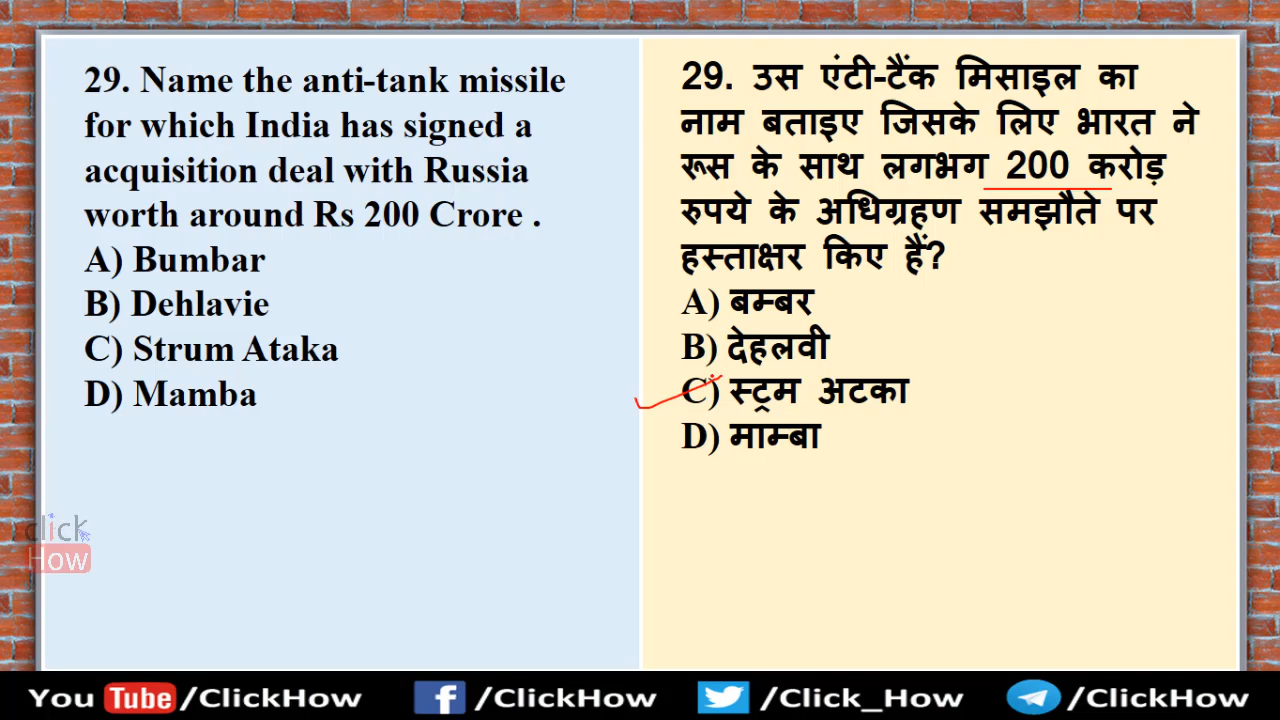 29. Name the anti-tank missile
for which India has signed a
acquisition deal with Russia
worth around Rs 200 Crore .
A) Bumbar
B) Dehlavie
C) Strum Ataka
D) Mamba
29. उस एंटी-टैंक मिसाइल का
नाम बताइए जिसके लिए भारत ने
रूस के साथ लगभग 200 करोड़
रुपये के अधिग्रहण समझौते पर
हस्ताक्षर किए हैं?
A) बम्बर
B) देहलवी
C) स्ट्रम अटका
D) माम्बा
click
How
You Tube /ClickHow
f /ClickHow
/Click_How
/ClickHow